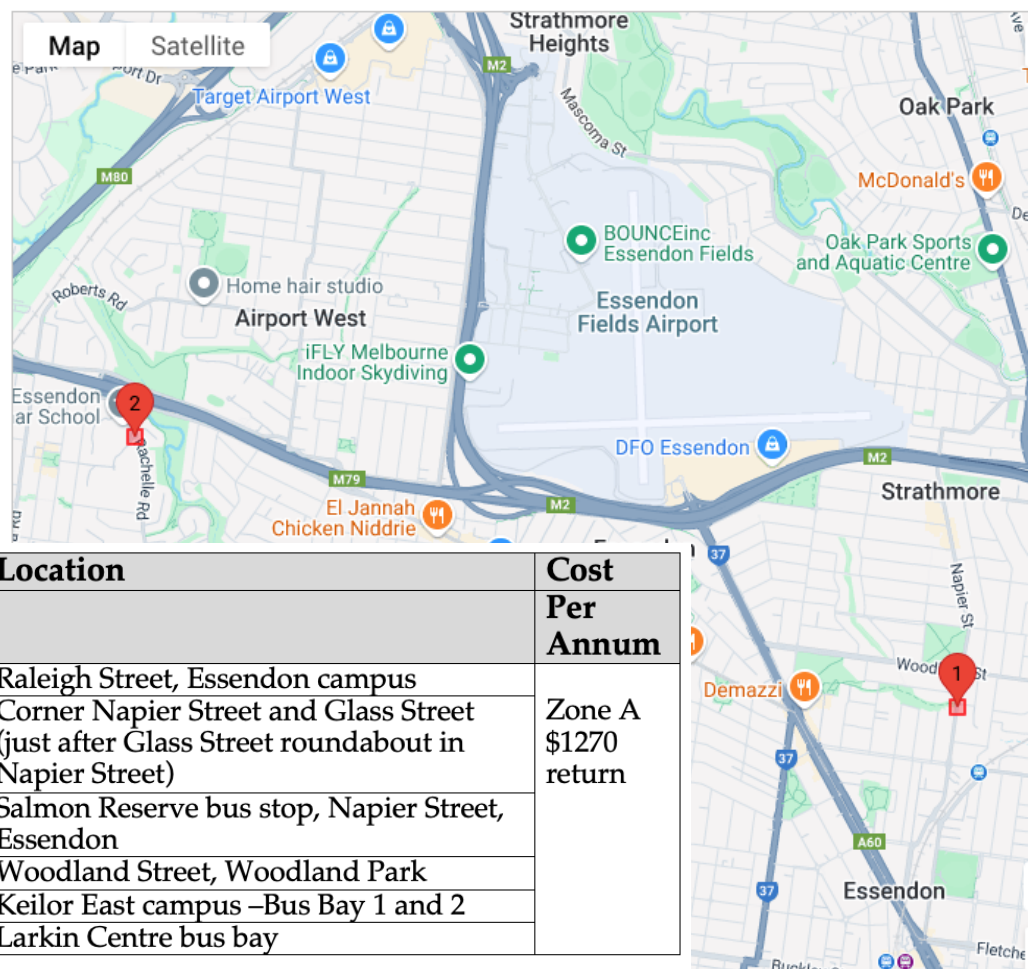 Map
Satellite
Strathmore
Heights
M2
Target Airport West
Mascoma St
Oak Park
M80
McDonald's
BOUNCEinc
Essendon Fields
Oak Park Sports
and Aquatic Centre
Home hair studio
Roberts Rd
Essendon
Fields Airport
Airport West
iFLY Melbourne
Indoor Skydiving
Essendon
ar School
2
DFO Essendon
M2
M79
Strathmore
El Jannah
Chicken Niddrie
M2
achelle Rd
37
Napier St
1
Demazzi
37
A60
37
Essendon
Location
Cost
Per
Annum
Raleigh Street, Essendon campus
Corner Napier Street and Glass Street
(just after Glass Street roundabout in
Napier Street)
Zone A
$1270
return
Salmon Reserve bus stop, Napier Street,
Essendon
Woodland Street, Woodland Park
Keilor East campus –Bus Bay 1 and 2
Larkin Centre bus bay